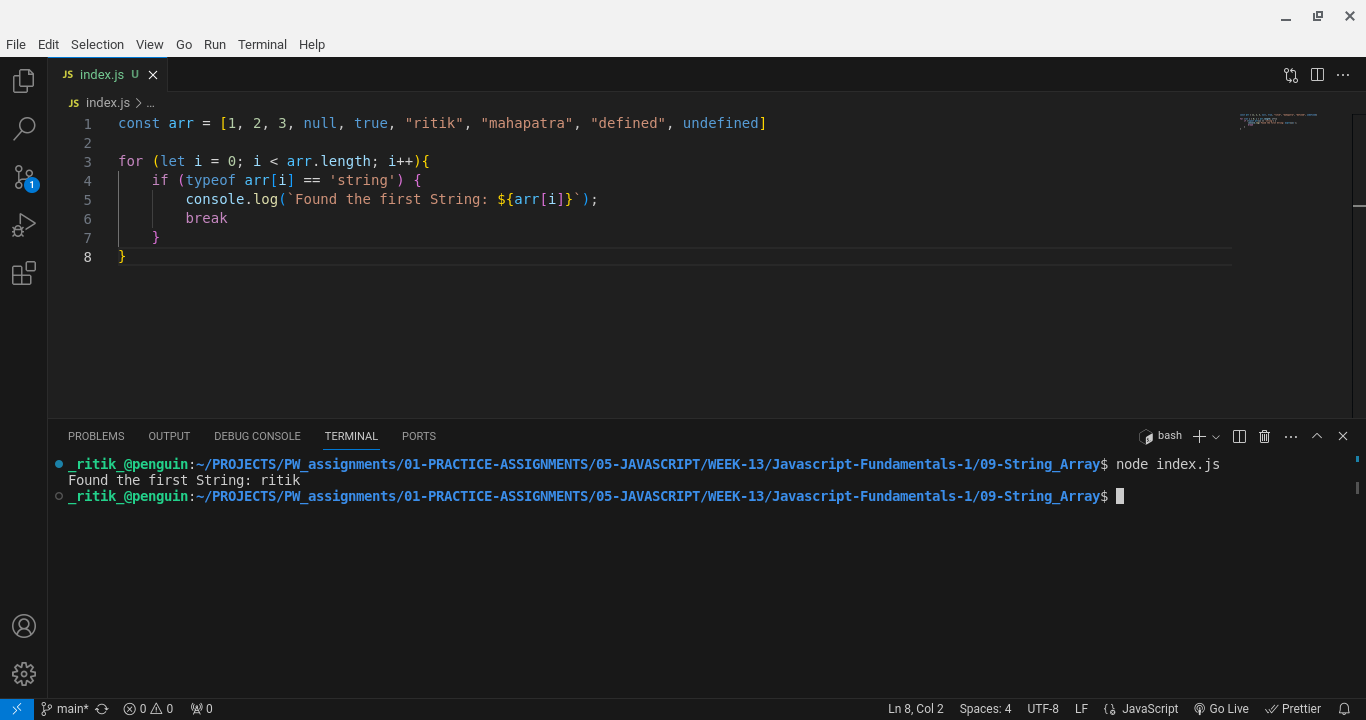 File Edit Selection View Go Run Terminal Help
JS index.js U
JS index.js > ...
1 const arr = [1, 2, 3, null, true, "ritik", "mahapatra", "defined", undefined]
2
3 for (let i = 0; i < arr.length; i++){
4     if (typeof arr[i] == 'string') {
5         console.log(`Found the first String: ${arr[i]}`);
6         break
7     }
8 }
1
PROBLEMS OUTPUT DEBUG CONSOLE TERMINAL PORTS bash
_ritik_@penguin:~/PROJECTS/PW_assignments/01-PRACTICE-ASSIGNMENTS/05-JAVASCRIPT/WEEK-13/Javascript-Fundamentals-1/09-String_Array$ node index.js
Found the first String: ritik
_ritik_@penguin:~/PROJECTS/PW_assignments/01-PRACTICE-ASSIGNMENTS/05-JAVASCRIPT/WEEK-13/Javascript-Fundamentals-1/09-String_Array$
main* 0 0 0 Ln 8, Col 2 Spaces: 4 UTF-8 LF JavaScript Go Live Prettier